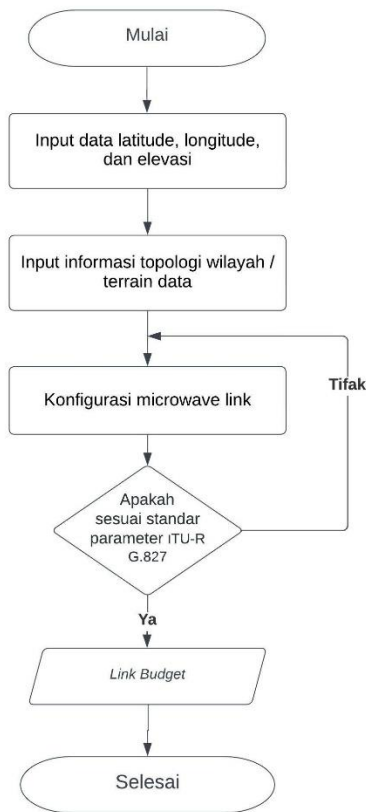 Mulai
Input data latitude, longitude,
dan elevasi
Input informasi topologi wilayah /
terrain data
Tifak
Konfigurasi microwave link
Apakah
sesuai standar
parameter ITU-R
G.827
Ya
Link Budget
Selesai